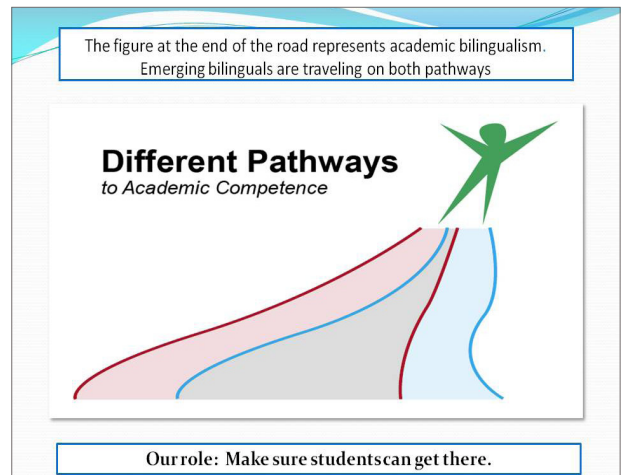 The figure at the end of the road represents academic bilingualism.
Emerging bilinguals are traveling on both pathways
Different Pathways
to Academic Competence
Our role: Make sure students can get there.